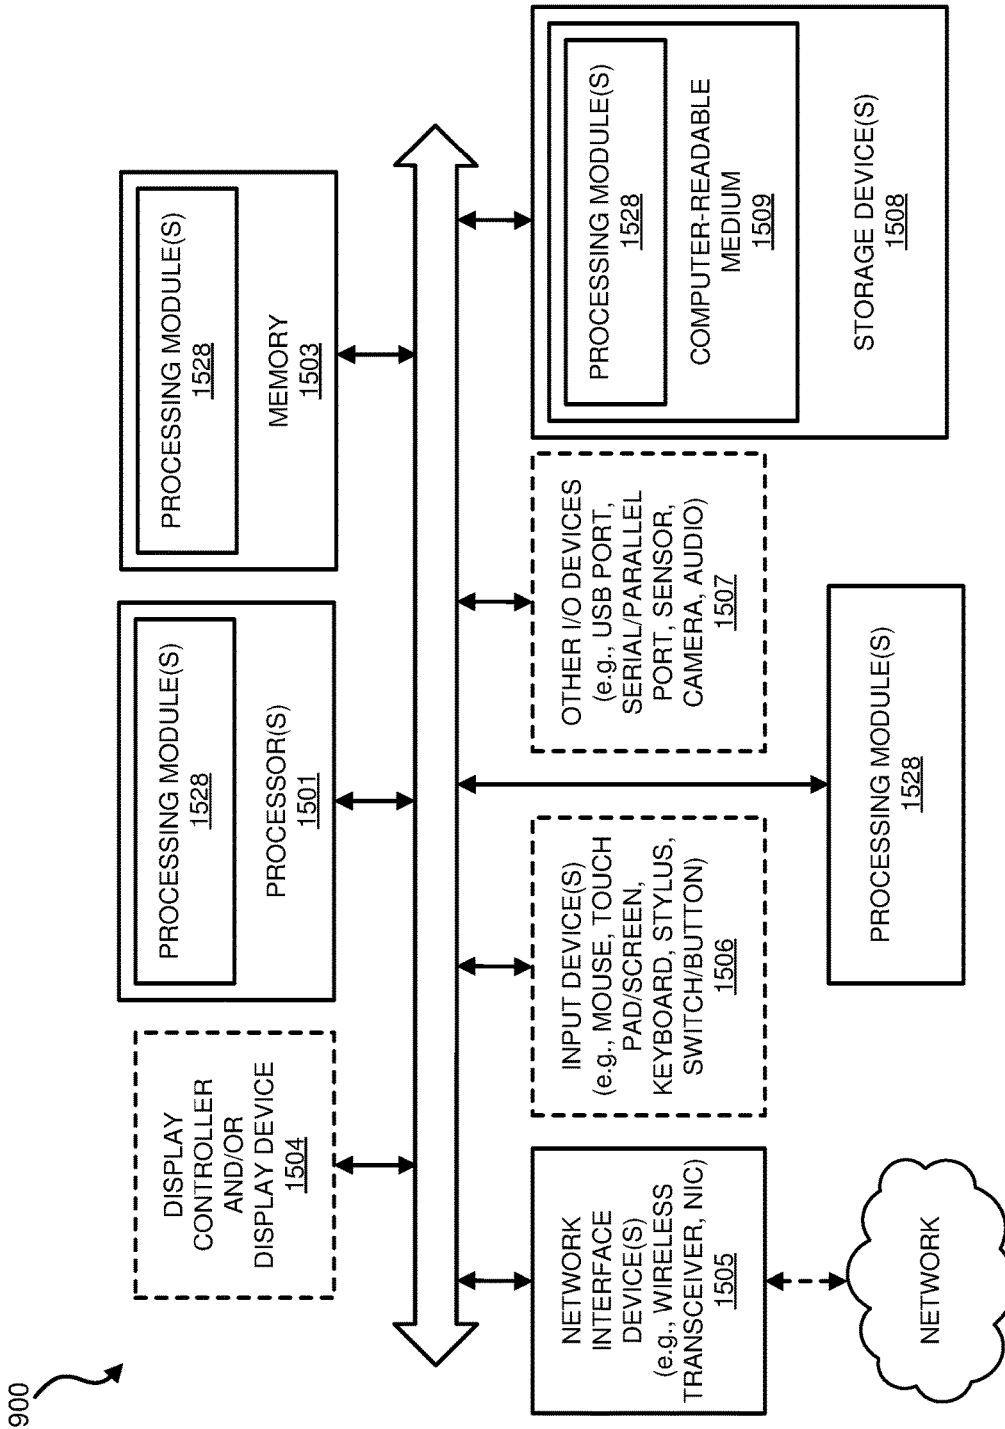 900
DISPLAY
CONTROLLER
AND/OR
DISPLAY DEVICE
1504
PROCESSING MODULE(S)
1528
PROCESSOR(S)
1501
PROCESSING MODULE(S)
1528
MEMORY
1503
NETWORK
INTERFACE
DEVICE(S)
(e.g., WIRELESS
TRANSCEIVER, NIC)
1505
INPUT DEVICE(S)
(e.g., MOUSE, TOUCH
PAD/SCREEN,
KEYBOARD, STYLUS,
SWITCH/BUTTON)
1506
OTHER I/O DEVICES
(e.g., USB PORT,
SERIAL/PARALLEL
PORT, SENSOR,
CAMERA, AUDIO)
1507
PROCESSING MODULE(S)
1528
COMPUTER-READABLE
MEDIUM
1509
STORAGE DEVICE(S)
1508
NETWORK
PROCESSING MODULE(S)
1528